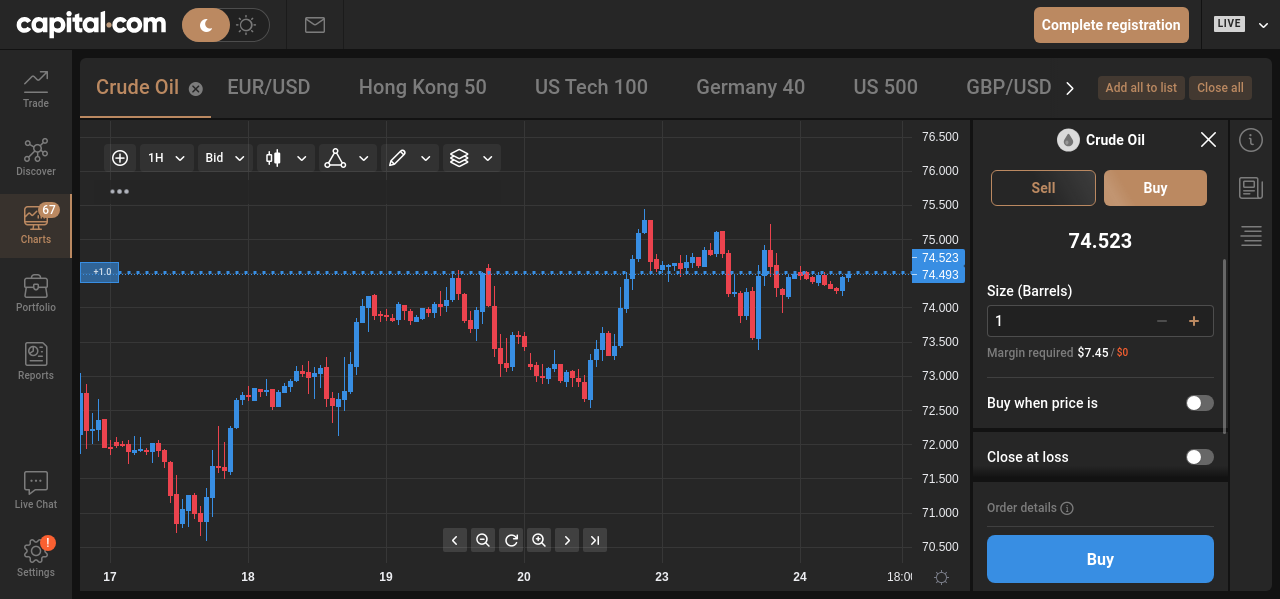 capital.com
Complete registration
LIVE
Trade
Discover
67
Charts
Portfolio
Reports
Live Chat
!
Settings
Crude Oil
EUR/USD
Hong Kong 50
US Tech 100
Germany 40
US 500
GBP/USD
Add all to list
Close all
1H
Bid
+1.0
76.500
76.000
75.500
75.000
74.523
74.493
74.000
73.500
73.000
72.500
72.000
71.500
71.000
70.500
17
18
19
20
23
24
18:00
Crude Oil
Sell
Buy
74.523
Size (Barrels)
1
Margin required $7.45 / $0
Buy when price is
Close at loss
Order details
Buy